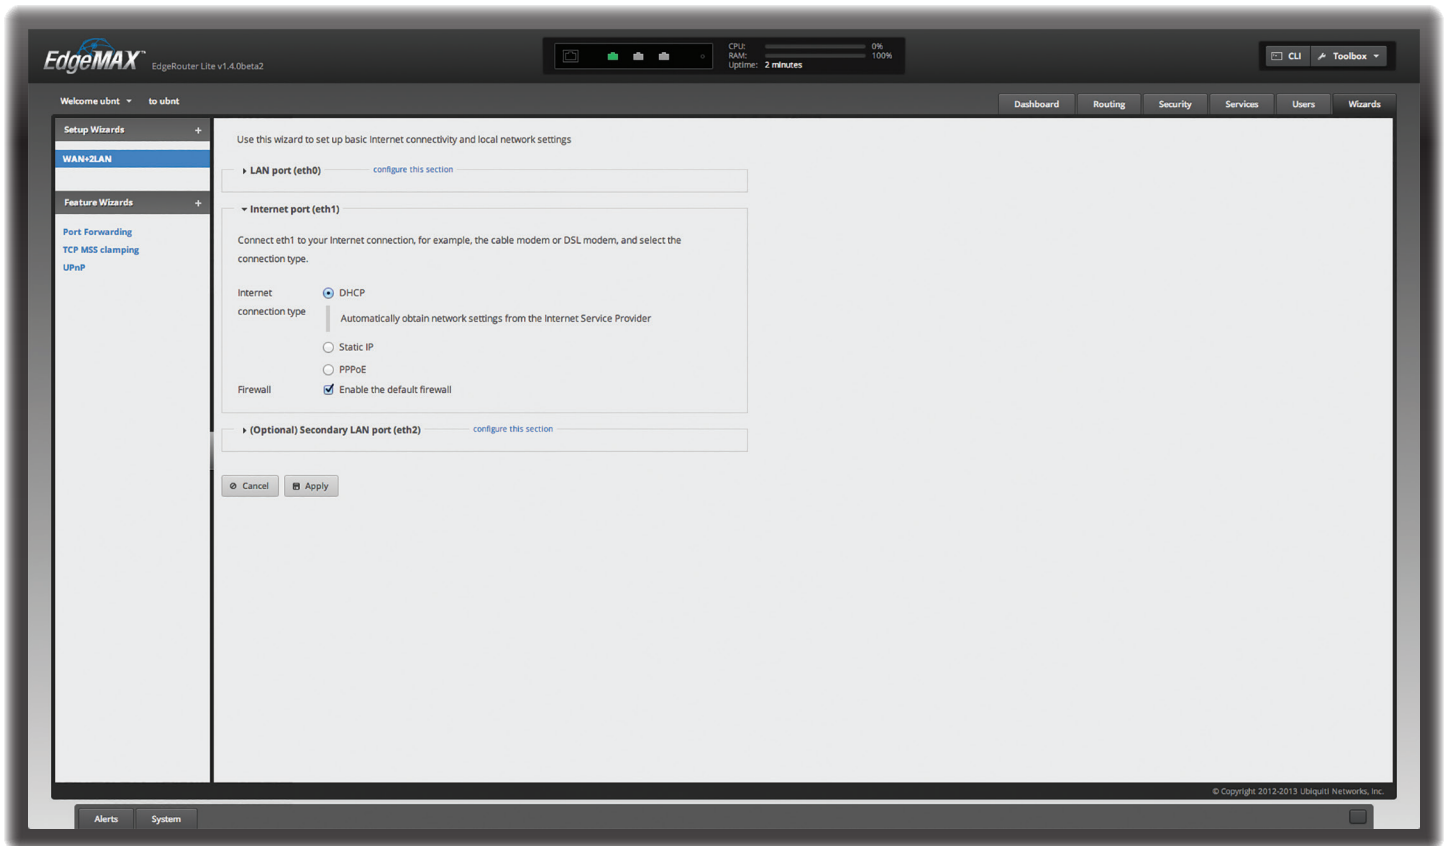 EdgeMAX™ EdgeRouter Lite v1.4.0beta2
CPU: 0%
RAM: 100%
Uptime: 2 minutes
CLI Toolbox
Welcome ubnt to ubnt
Dashboard Routing Security Services Users Wizards
Setup Wizards +
WAN+2LAN
Feature Wizards +
Port Forwarding
TCP MSS clamping
UPnP
Use this wizard to set up basic Internet connectivity and local network settings
LAN port (eth0) configure this section
Internet port (eth1)
Connect eth1 to your Internet connection, for example, the cable modem or DSL modem, and select the
connection type.
Internet
connection type
DHCP
Automatically obtain network settings from the Internet Service Provider
Static IP
PPPoE
Firewall Enable the default firewall
(Optional) Secondary LAN port (eth2) configure this section
Cancel Apply
© Copyright 2012-2013 Ubiquiti Networks, Inc.
Alerts System